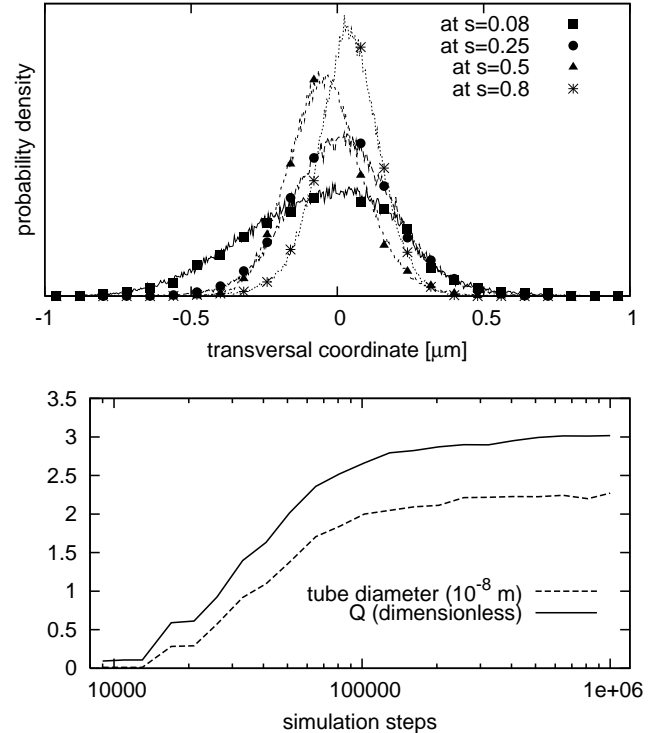 at s=0.08
at s=0.25
at s=0.5
at s=0.8
probability density
-1 -0.5 0 0.5 1
transversal coordinate [μm]
3.5
3
2.5
2
1.5
1
0.5
0
tube diameter (10⁻⁸ m)
Q (dimensionless)
10000 100000 1e+06
simulation steps